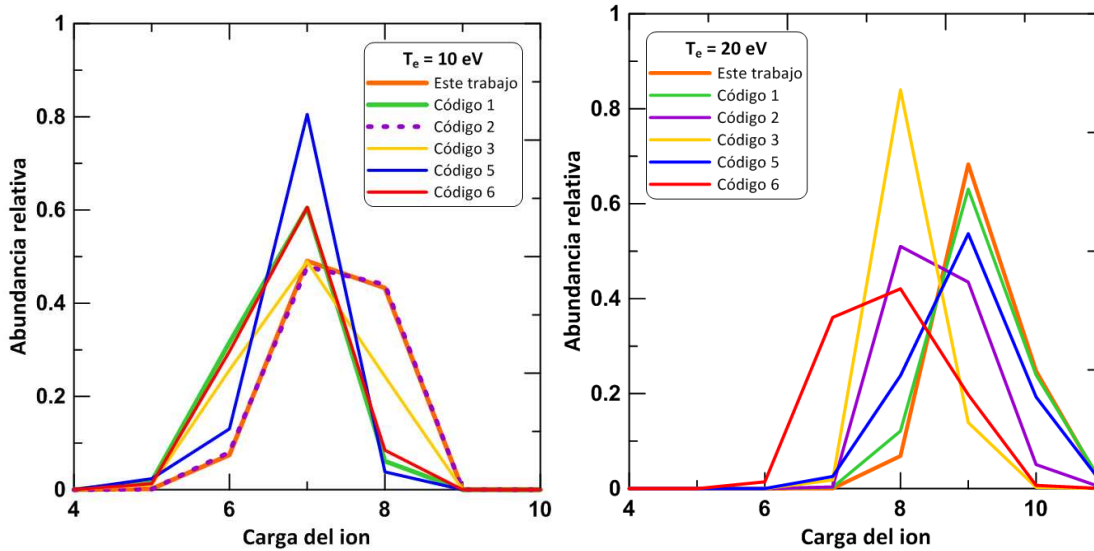 1
0.8
0.6
0.4
0.2
0
Abundancia relativa
4
6
8
10
Carga del ion
T_e = 10 eV
Este trabajo
Código 1
Código 2
Código 3
Código 5
Código 6
1
0.8
0.6
0.4
0.2
0
Abundancia relativa
4
6
8
10
Carga del ion
T_e = 20 eV
Este trabajo
Código 1
Código 2
Código 3
Código 5
Código 6